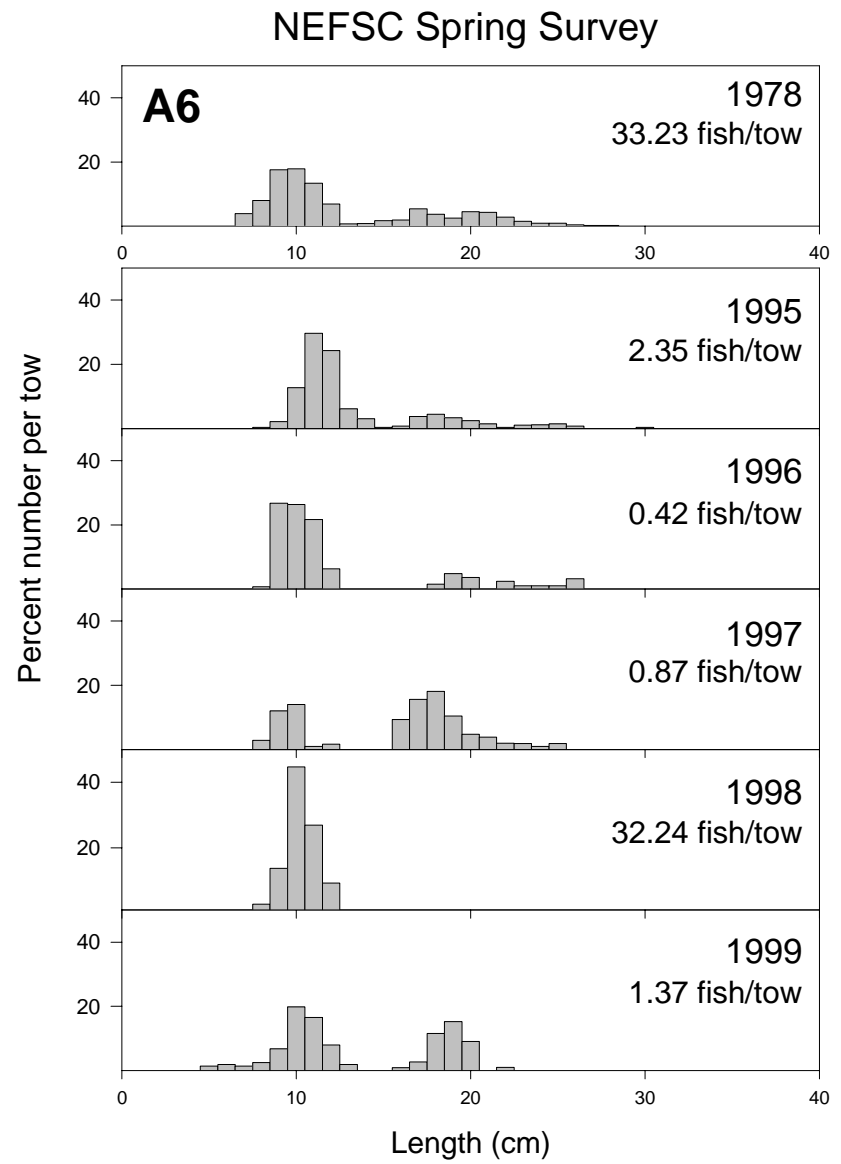 NEFSC Spring Survey
A6
1978
33.23 fish/tow
40
20
0 10 20 30 40
1995
2.35 fish/tow
40
20
1996
0.42 fish/tow
40
20
Percent number per tow
1997
0.87 fish/tow
40
20
1998
32.24 fish/tow
40
20
1999
1.37 fish/tow
40
20
0 10 20 30 40
Length (cm)